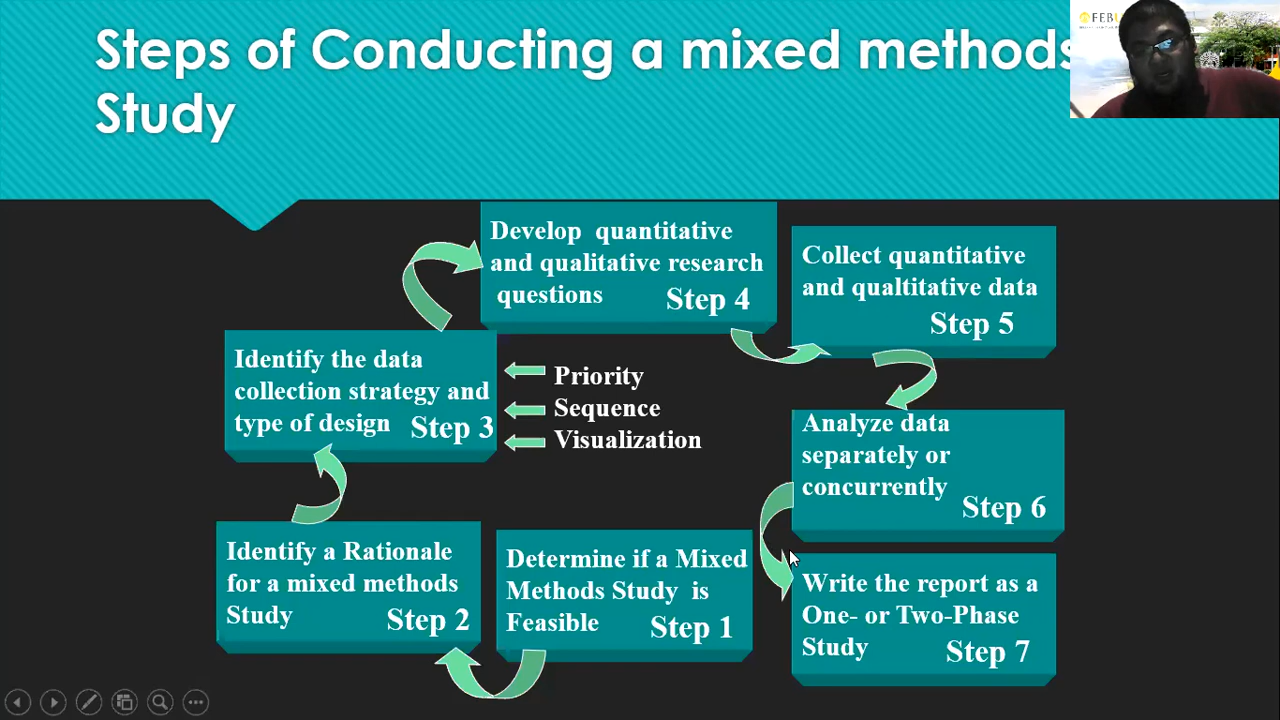 Steps of Conducting a mixed methods
Study
FEB
Develop quantitative
and qualitative research
questions
Step 4
Collect quantitative
and qualtitative data
Step 5
Identify the data
collection strategy and
type of design
Step 3
Priority
Sequence
Visualization
Analyze data
separately or
concurrently
Step 6
Identify a Rationale
for a mixed methods
Study
Step 2
Determine if a Mixed
Methods Study is
Feasible
Step 1
Write the report as a
One- or Two-Phase
Study
Step 7